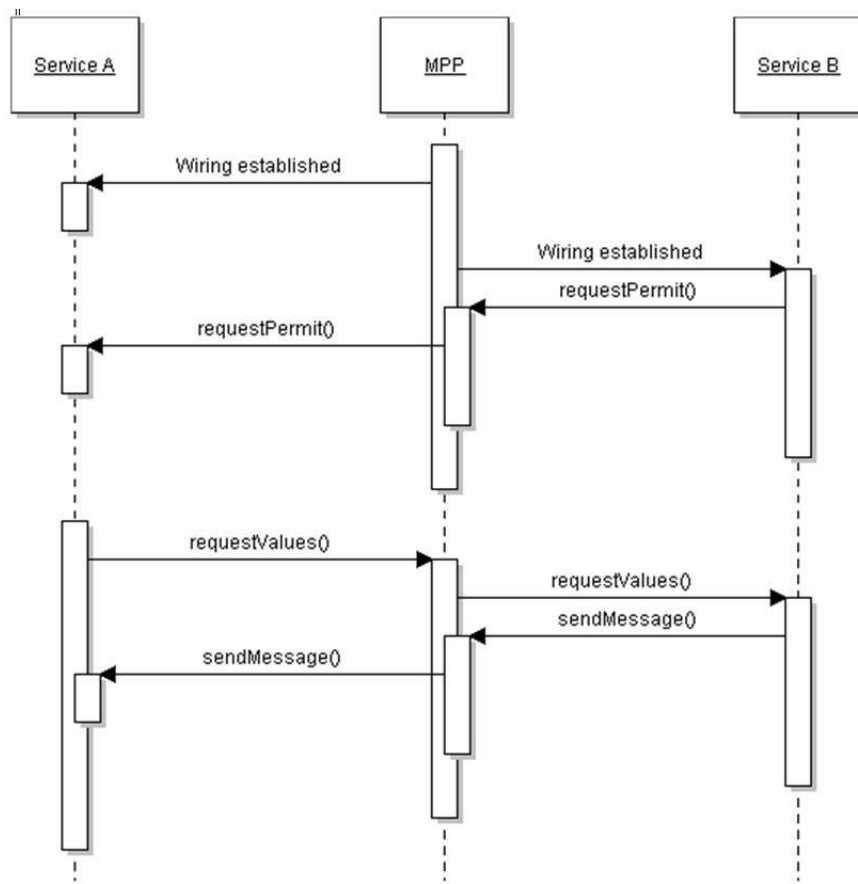 "
Service A
MPP
Service B
Wiring established
Wiring established
requestPermit()
requestPermit()
requestValues()
requestValues()
sendMessage()
sendMessage()